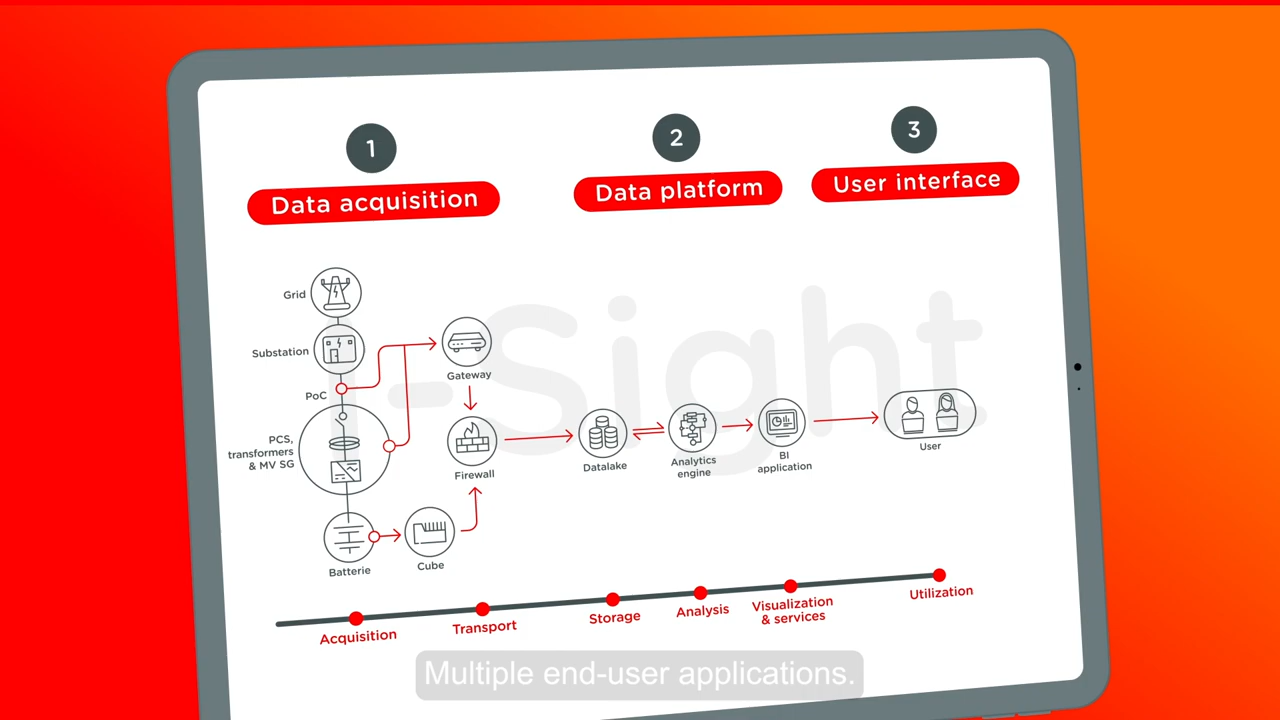 1
2
3
Data acquisition
Data platform
User interface
I-Sight
Grid
Substation
PoC
PCS,
transformers
& MV SG
Batterie
Gateway
Firewall
Cube
Datalake
Analytics
engine
BI
application
User
Acquisition
Transport
Storage
Analysis
Visualization
& services
Utilization
Multiple end-user applications.